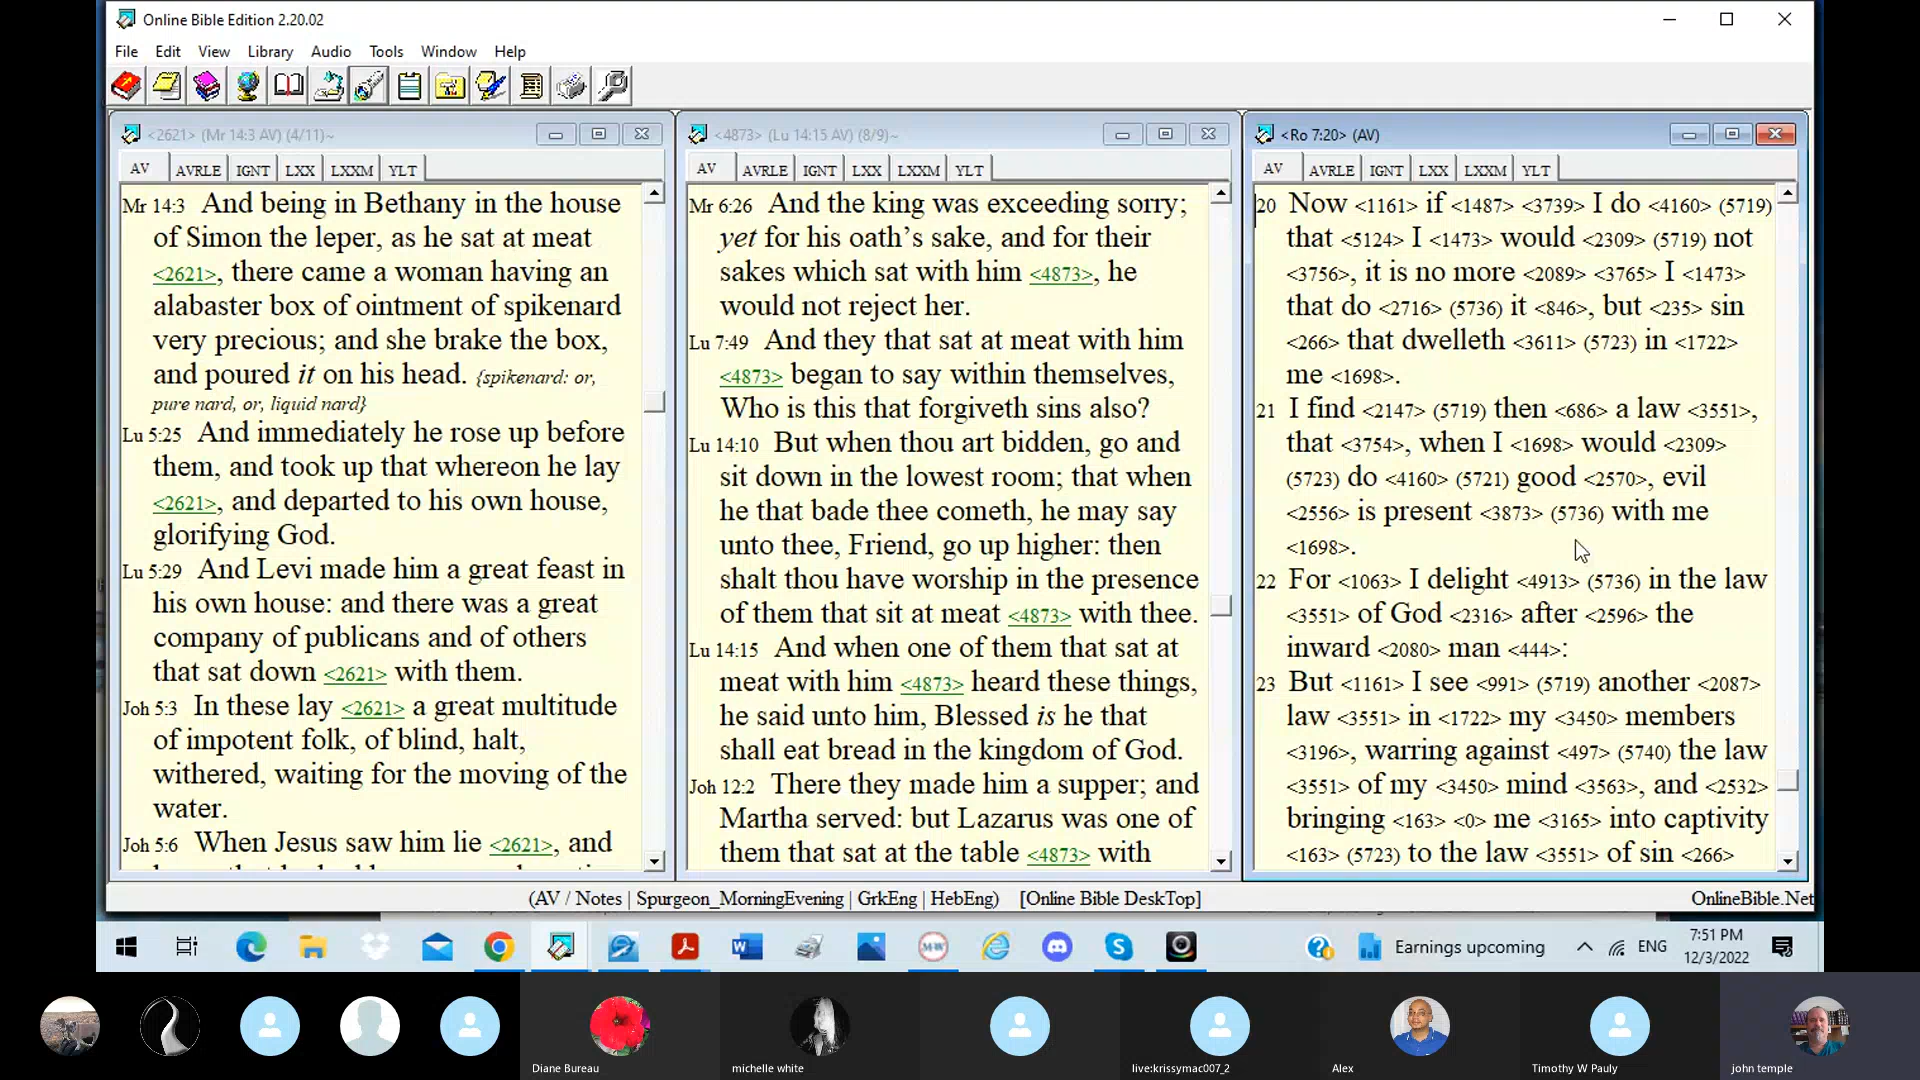 Online Bible Edition 2.20.02
File Edit View Library Audio Tools Window Help
<2621> (Mr 14:3 AV) (4/11)~
AV AVRLE IGNT LXX LXXM YLT
Mr 14:3 And being in Bethany in the house
of Simon the leper, as he sat at meat
<2621>, there came a woman having an
alabaster box of ointment of spikenard
very precious; and she brake the box,
and poured it on his head. {spikenard: or,
pure nard, or, liquid nard}
Lu 5:25 And immediately he rose up before
them, and took up that whereon he lay
<2621>, and departed to his own house,
glorifying God.
Lu 5:29 And Levi made him a great feast in
his own house: and there was a great
company of publicans and of others
that sat down <2621> with them.
Joh 5:3 In these lay <2621> a great multitude
of impotent folk, of blind, halt,
withered, waiting for the moving of the
water.
Joh 5:6 When Jesus saw him lie <2621>, and
<4873> (Lu 14:15 AV) (8/9)~
AV AVRLE IGNT LXX LXXM YLT
Mr 6:26 And the king was exceeding sorry;
yet for his oath’s sake, and for their
sakes which sat with him <4873>, he
would not reject her.
Lu 7:49 And they that sat at meat with him
<4873> began to say within themselves,
Who is this that forgiveth sins also?
Lu 14:10 But when thou art bidden, go and
sit down in the lowest room; that when
he that bade thee cometh, he may say
unto thee, Friend, go up higher: then
shalt thou have worship in the presence
of them that sit at meat <4873> with thee.
Lu 14:15 And when one of them that sat at
meat with him <4873> heard these things,
he said unto him, Blessed is he that
shall eat bread in the kingdom of God.
Joh 12:2 There they made him a supper; and
Martha served: but Lazarus was one of
them that sat at the table <4873> with
<Ro 7:20> (AV)
AV AVRLE IGNT LXX LXXM YLT
20 Now <1161> if <1487> <3739> I do <4160> (5719)
that <5124> I <1473> would <2309> (5719) not
<3756>, it is no more <2089> <3765> I <1473>
that do <2716> (5736) it <846>, but <235> sin
<266> that dwelleth <3611> (5723) in <1722>
me <1698>.
21 I find <2147> (5719) then <686> a law <3551>,
that <3754>, when I <1698> would <2309>
(5723) do <4160> (5721) good <2570>, evil
<2556> is present <3873> (5736) with me
<1698>.
22 For <1063> I delight <4913> (5736) in the law
<3551> of God <2316> after <2596> the
inward <2080> man <444>:
23 But <1161> I see <991> (5719) another <2087>
law <3551> in <1722> my <3450> members
<3196>, warring against <497> (5740) the law
<3551> of my <3450> mind <3563>, and <2532>
bringing <163> <0> me <3165> into captivity
<163> (5723) to the law <3551> of sin <266>
(AV / Notes | Spurgeon_MorningEvening | GrkEng | HebEng) [Online Bible DeskTop]
OnlineBible.Net
Earnings upcoming
ENG
7:51 PM
12/3/2022
Diane Bureau
michelle white
live:krissymac007_2
Alex
Timothy W Pauly
john temple